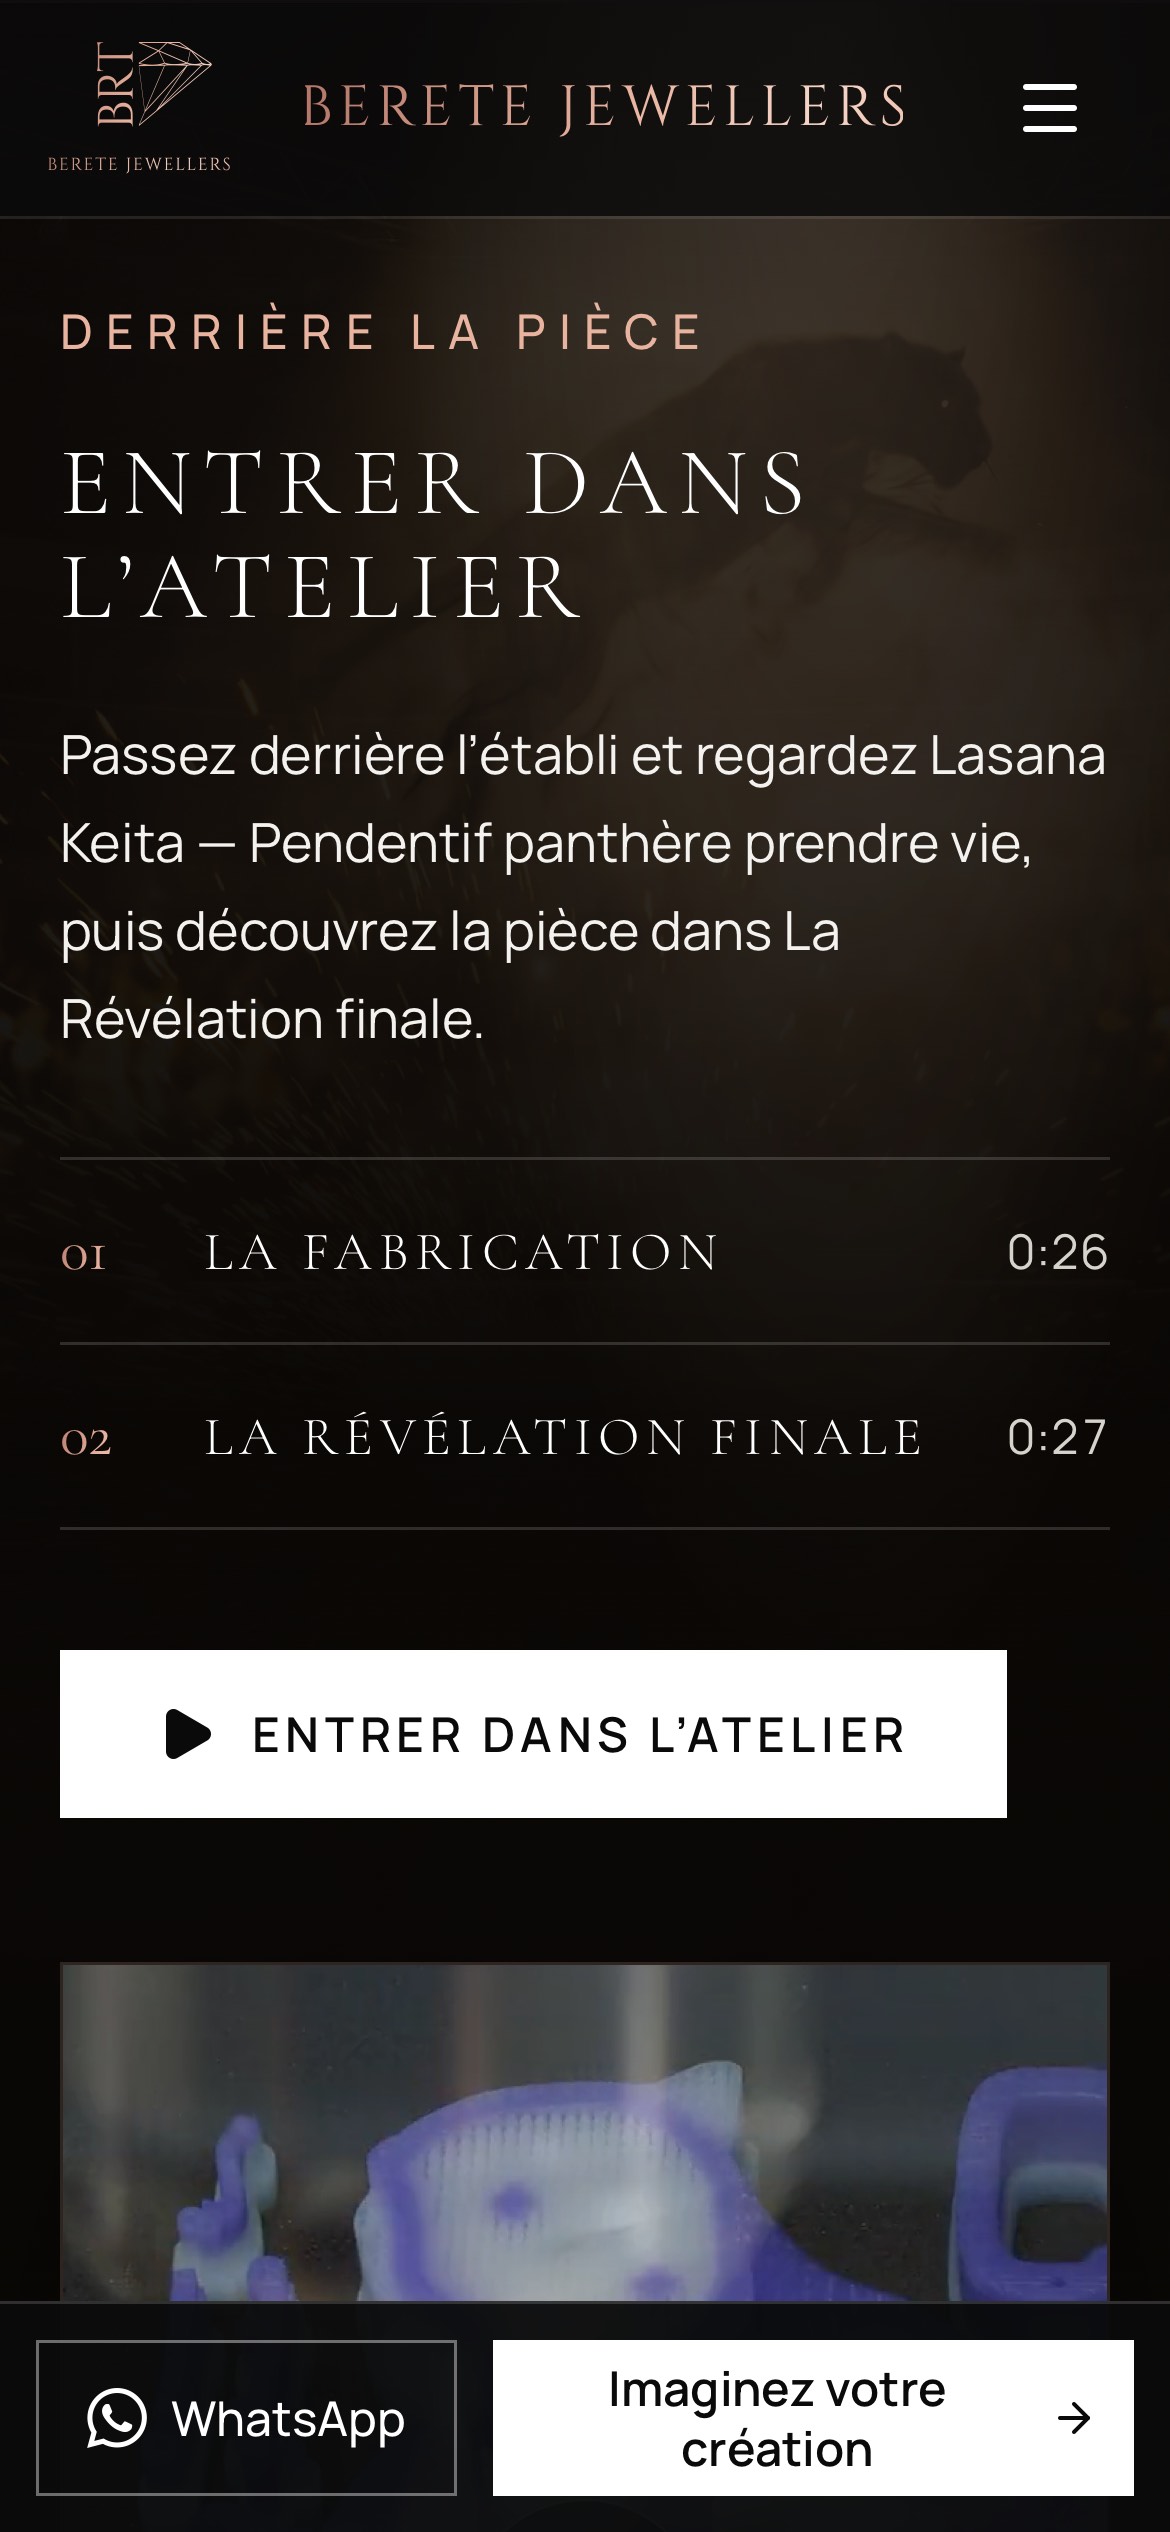 BRT
BERETE JEWELLERS
BERETE JEWELLERS
DERRIÈRE LA PIÈCE
ENTRER DANS
L’ATELIER
Passez derrière l’établi et regardez Lasana
Keita — Pendentif panthère prendre vie,
puis découvrez la pièce dans La
Révélation finale.
01 LA FABRICATION 0:26
02 LA RÉVÉLATION FINALE 0:27
ENTRER DANS L’ATELIER
WhatsApp
Imaginez votre
création